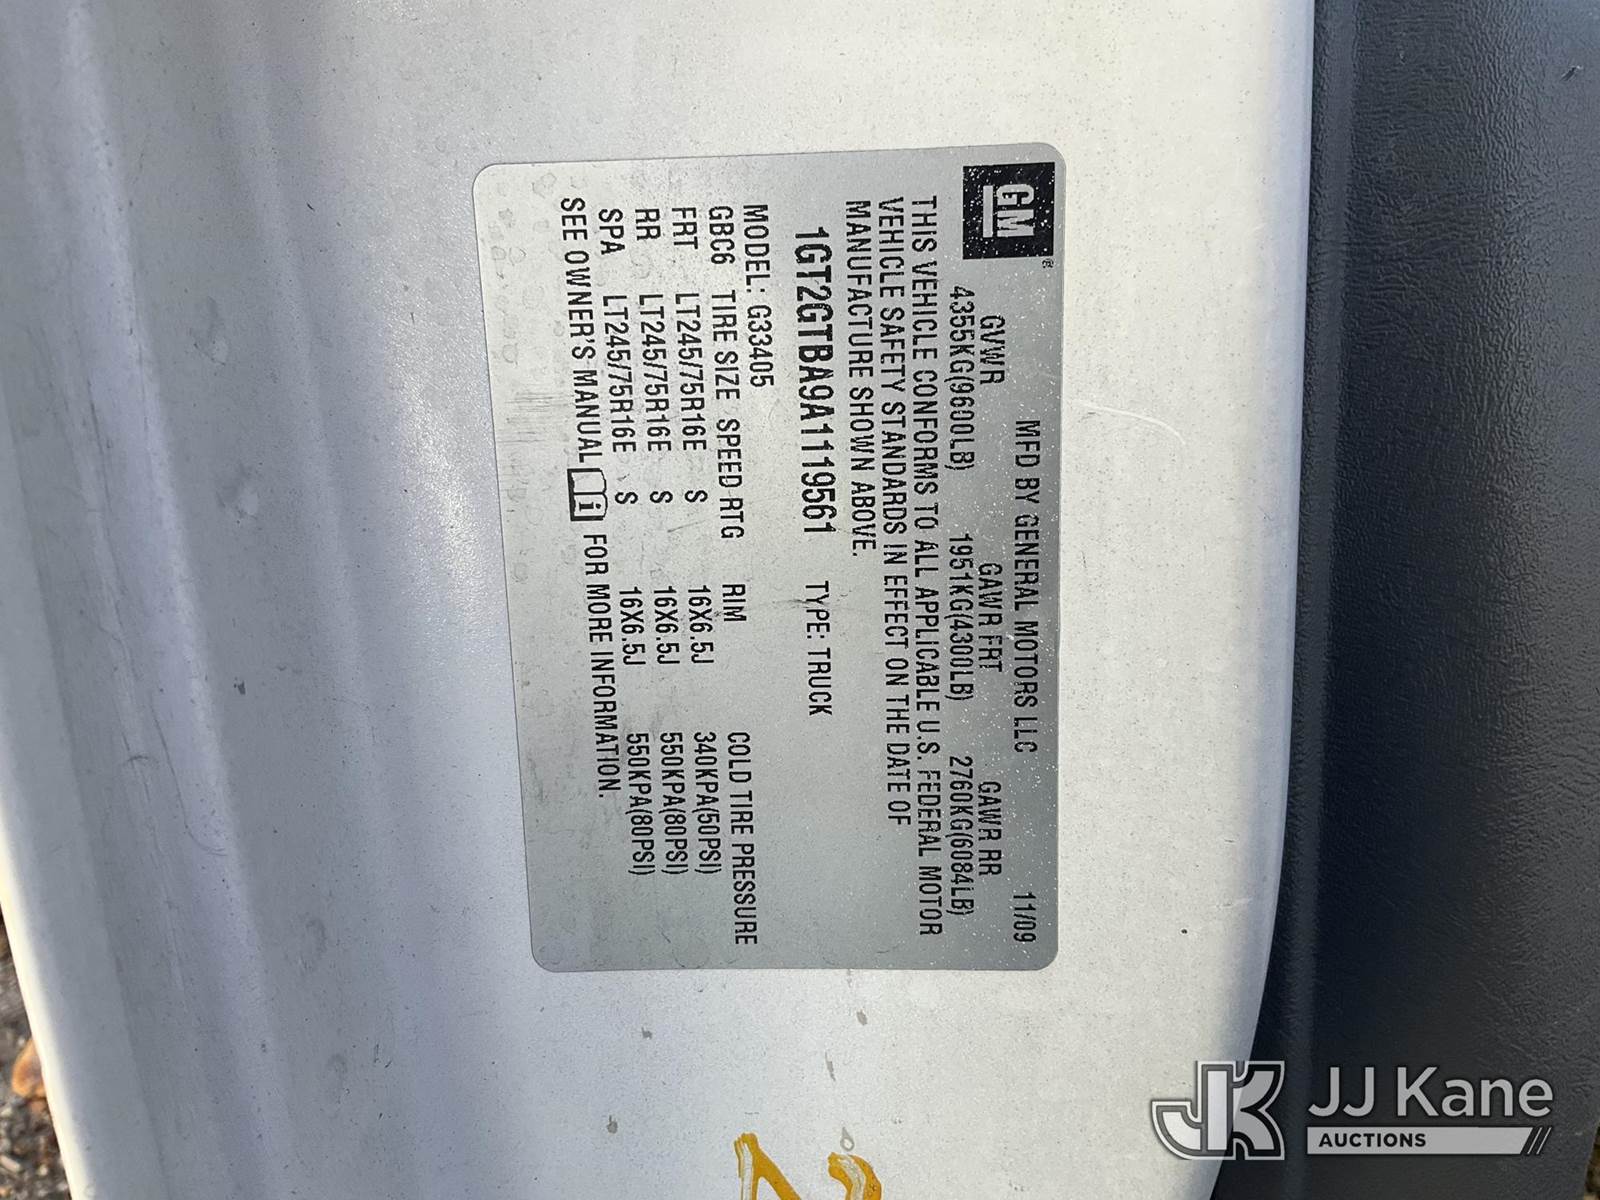 GM®
MFD BY GENERAL MOTORS LLC 11/09
GVWR GAWR FRT GAWR RR
4355KG(9600LB) 1951KG(4300LB) 2760KG(6084LB)
THIS VEHICLE CONFORMS TO ALL APPLICABLE U.S. FEDERAL MOTOR
VEHICLE SAFETY STANDARDS IN EFFECT ON THE DATE OF
MANUFACTURE SHOWN ABOVE.
1GT2GTBA9A1119561 TYPE: TRUCK
MODEL: G33405
GBC6 TIRE SIZE SPEED RTG RIM COLD TIRE PRESSURE
FRT LT245/75R16E S 16X6.5J 340KPA(50PSI)
RR LT245/75R16E S 16X6.5J 550KPA(80PSI)
SPA LT245/75R16E S 16X6.5J 550KPA(80PSI)
SEE OWNER'S MANUAL i FOR MORE INFORMATION.
2
JK JJ Kane
AUCTIONS